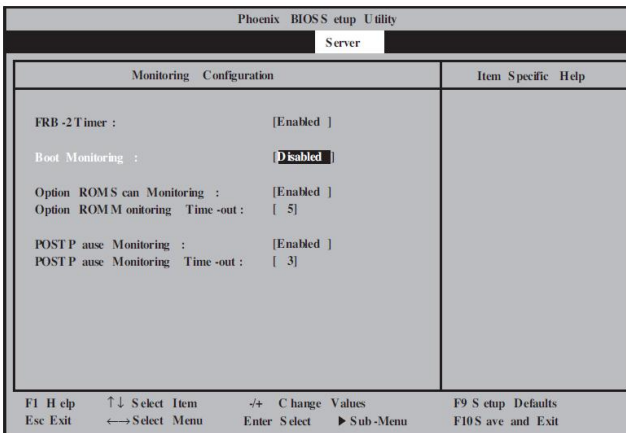 Phoenix BIOS Setup Utility
Server
Monitoring Configuration
Item Specific Help
FRB-2 Timer : [Enabled ]
Boot Monitoring : [Disabled ]
Option ROM Scan Monitoring : [Enabled ]
Option ROM Monitoring Time-out : [ 5]
POST Pause Monitoring : [Enabled ]
POST Pause Monitoring Time-out : [ 3]
F1 Help ↑↓ Select Item -/+ Change Values F9 Setup Defaults
Esc Exit ←→ Select Menu Enter Select ▶ Sub-Menu F10 Save and Exit